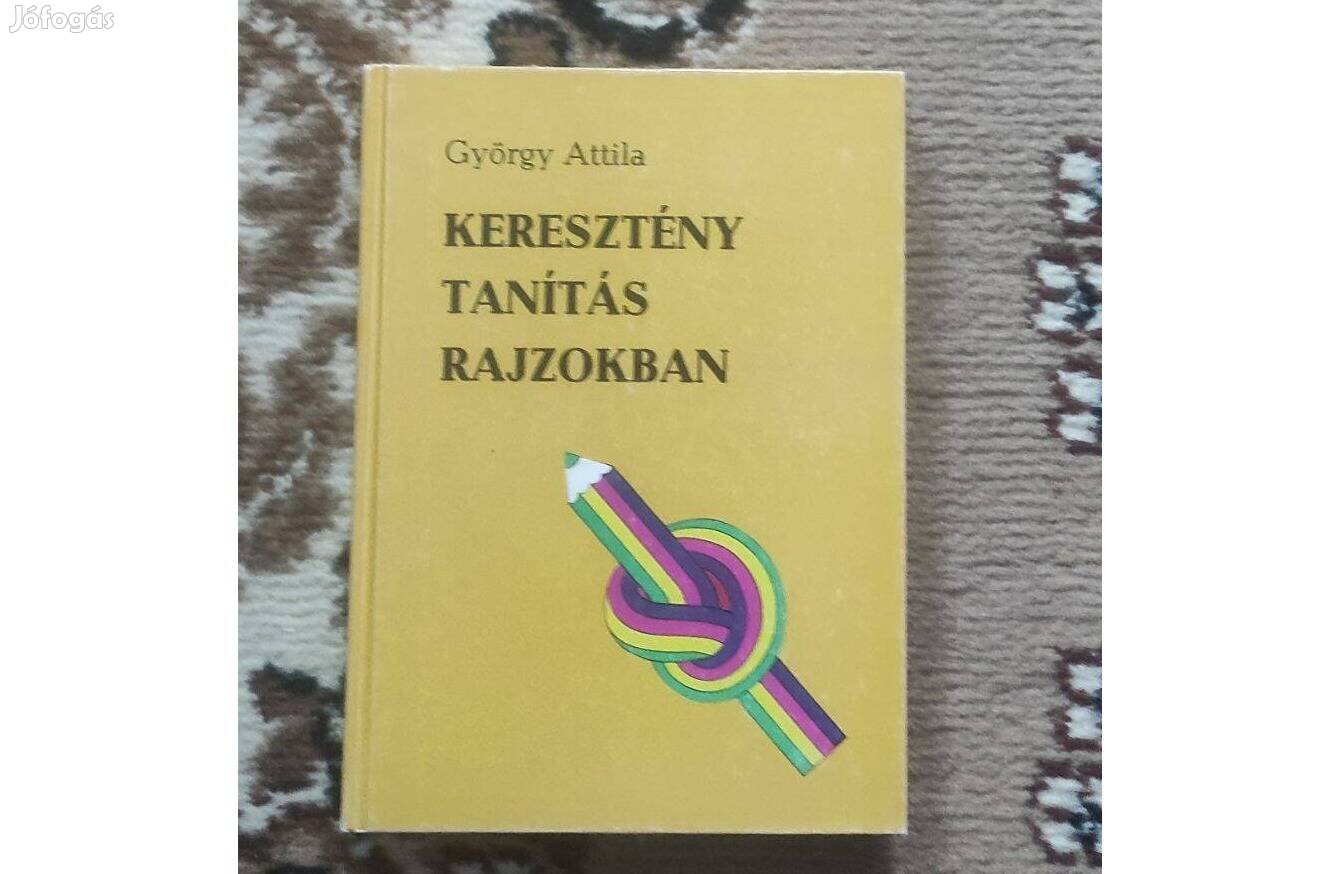 Jófogás
György Attila
KERESZTÉNY
TANÍTÁS
RAJZOKBAN